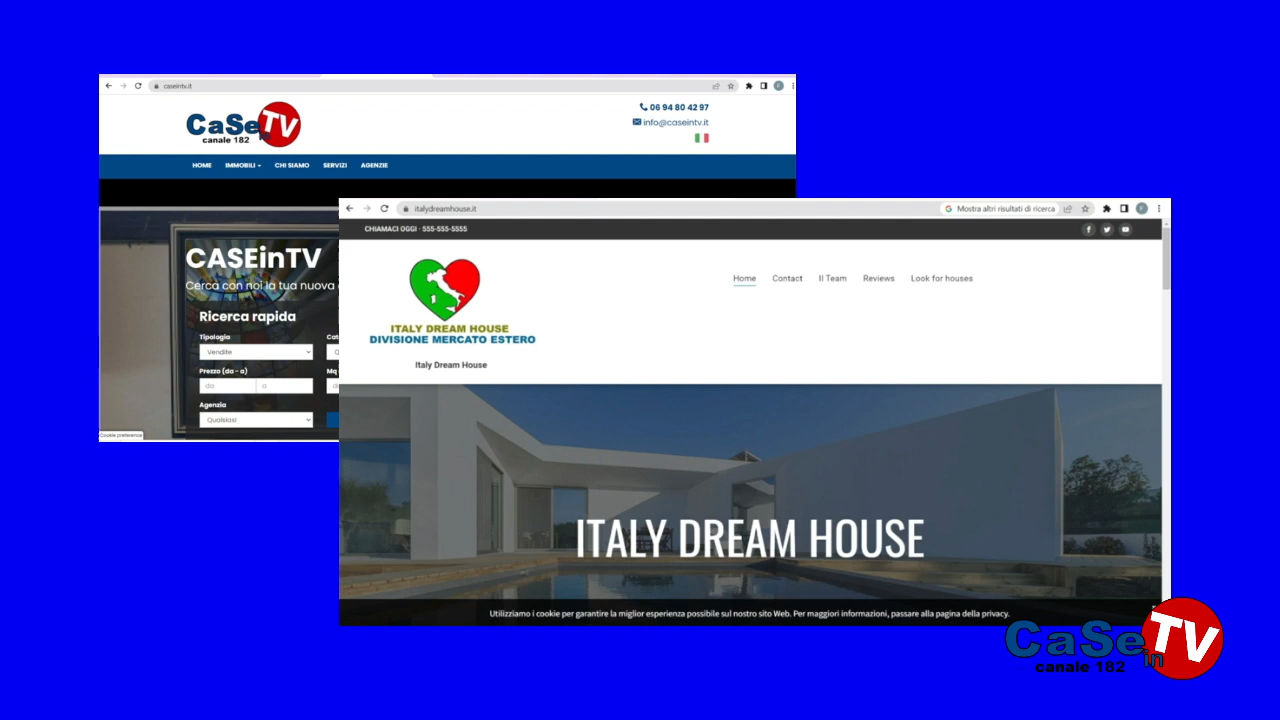 caseintv.it
CaSeinTV
canale 182
06 94 80 42 97
info@caseintv.it
HOME IMMOBILI CHI SIAMO SERVIZI AGENZIE
CASEinTV
Cerca con noi la tua nuova
Ricerca rapida
Tipologia
Vendite
Prezzo (da - a)
Mq
da
a
Agenzia
Qualsiasi
Cookie preferenze
italydreamhouse.it
Mostra altri risultati di ricerca
CHIAMACI OGGI · 555-555-5555
ITALY DREAM HOUSE
DIVISIONE MERCATO ESTERO
Italy Dream House
Home Contact Il Team Reviews Look for houses
ITALY DREAM HOUSE
Utilizziamo i cookie per garantire la miglior esperienza possibile sul nostro sito Web. Per maggiori informazioni, passare alla pagina della privacy.
CaSe in TV
canale 182